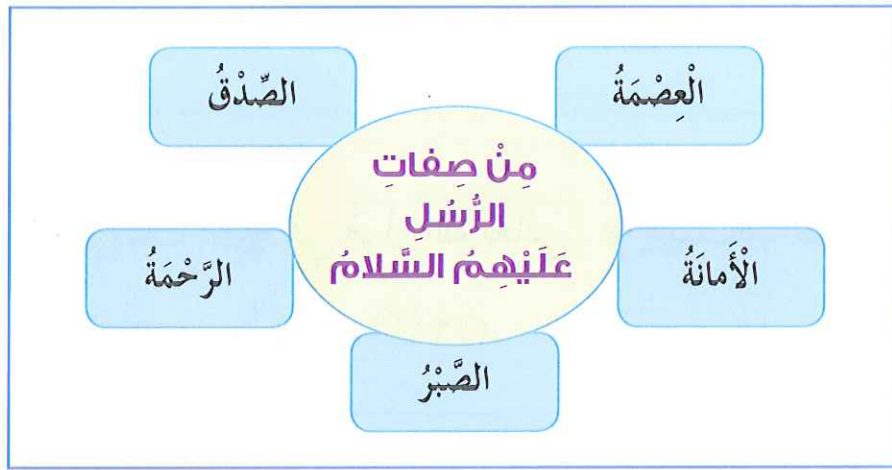 الْعِصْمَةُ
الصِّدْقُ
مِنْ صِفاتِ
الرُّسُلِ
عَلَيْهِمُ السَّلامُ
الْأَمانَةُ
الرَّحْمَةُ
الصَّبْرُ